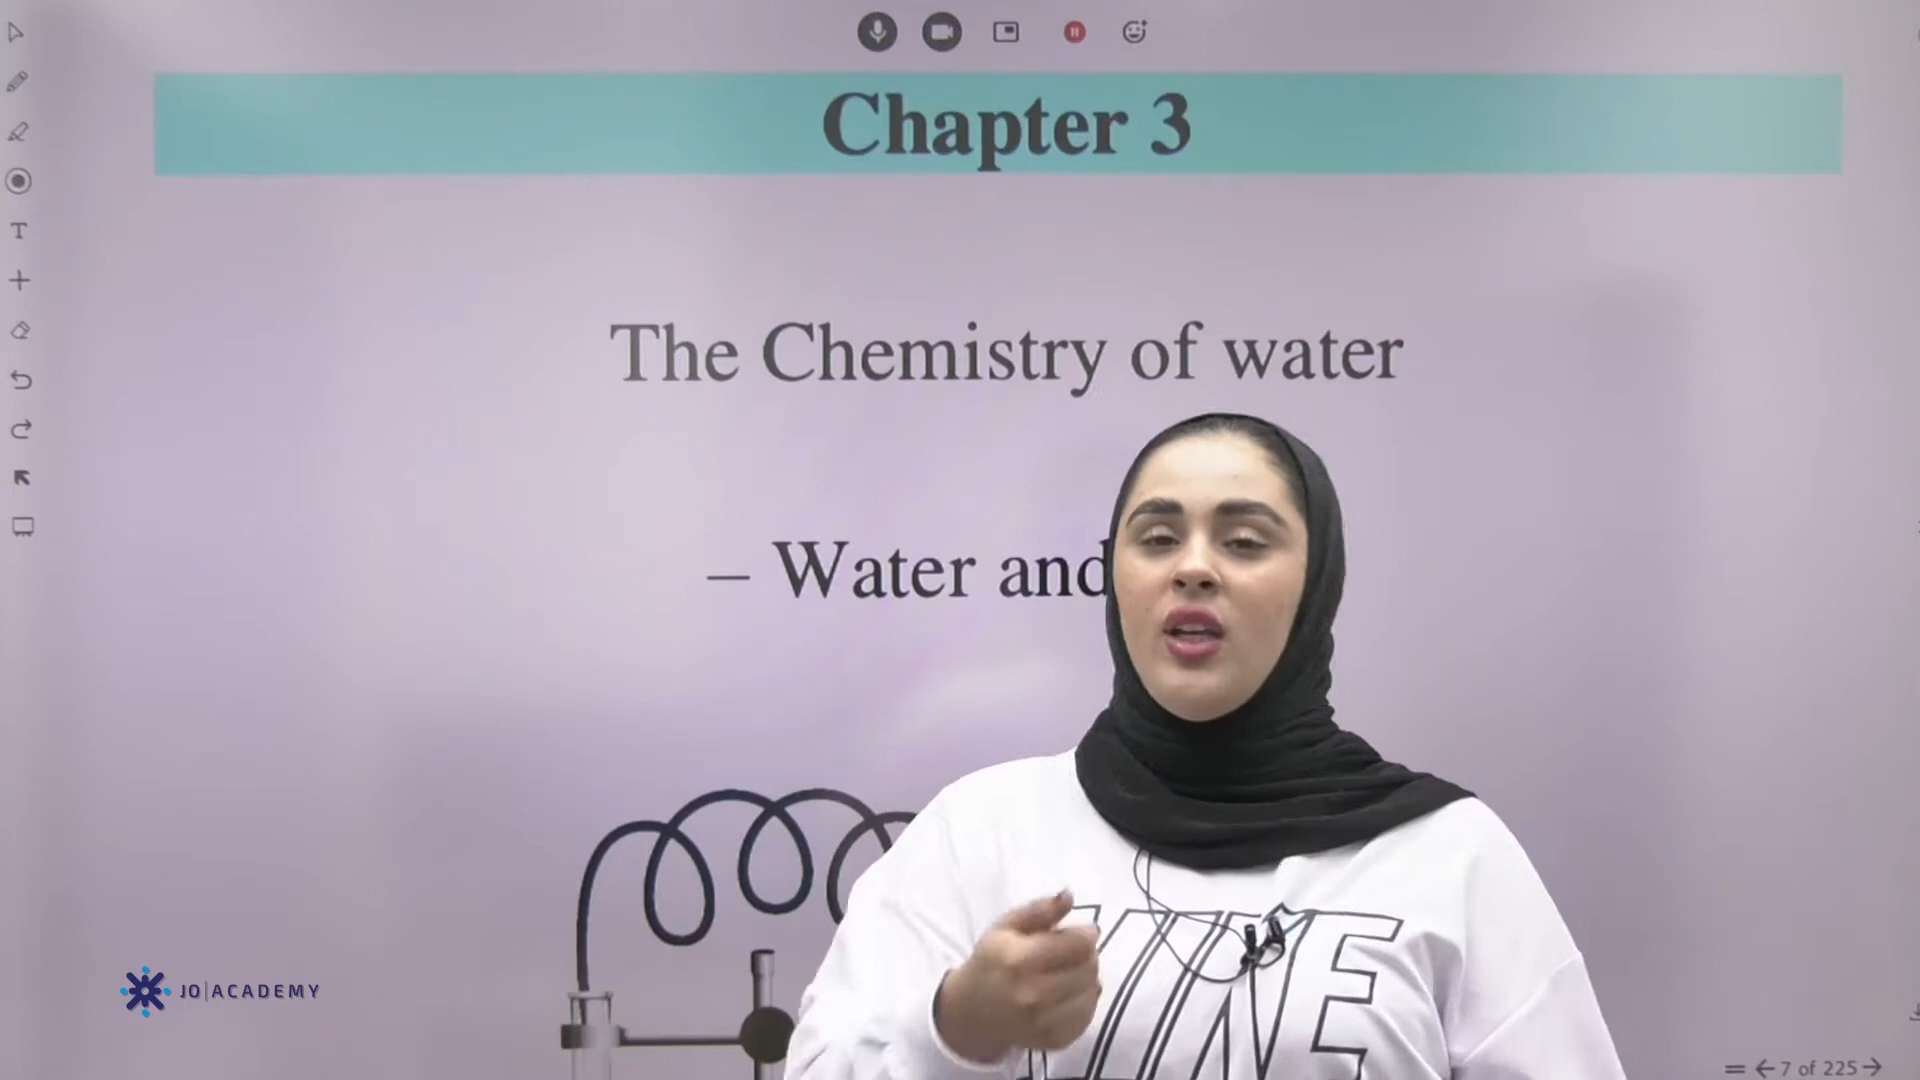 Chapter 3
The Chemistry of water
– Water and
JO|ACADEMY
7 of 225